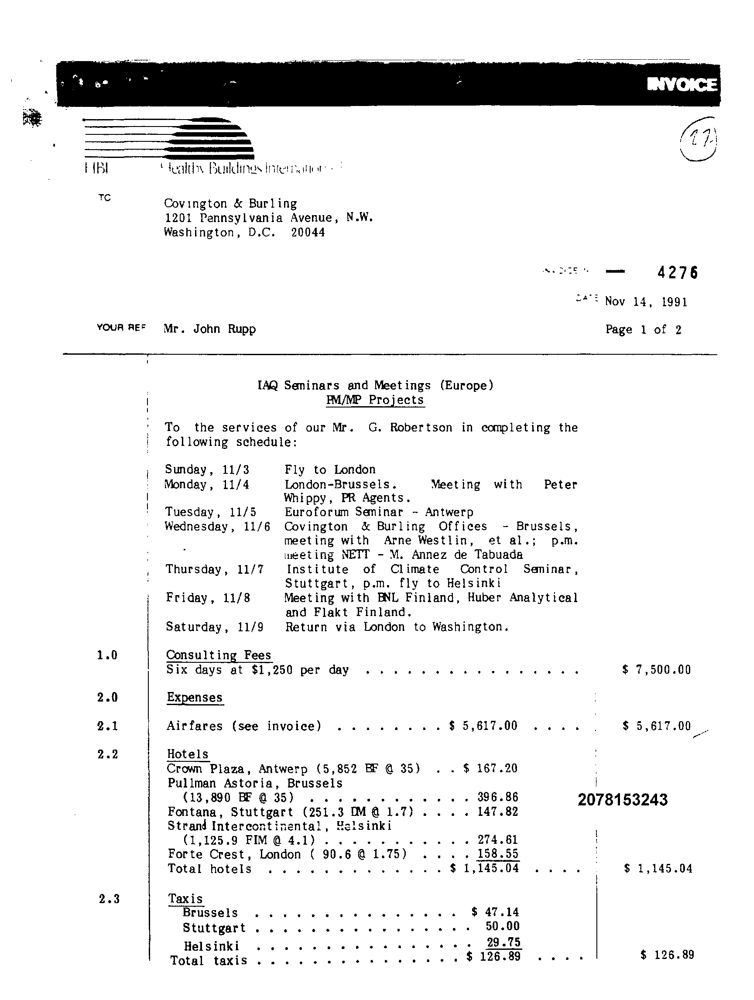 INVOICE
27
HBI Healthy Buildings International
Covington & Burling
1201 Pennsylvania Avenue, N.W.
Washington, D.C. 20044
4276
Nov 14, 1991
YOUR REF Mr. John Rupp Page 1 of 2
IAQ Seminars and Meetings (Europe)
PM/MP Projects
To the services of our Mr. G. Robertson in completing the
following schedule:
Sunday, 11/3 Fly to London
Monday, 11/4 London-Brussels. Meeting with Peter
Whippy, PR Agents.
Tuesday, 11/5 Euroforum Seminar - Antwerp
Wednesday, 11/6 Covington & Burling Offices - Brussels,
meeting with Arne Westlin, et al.; p.m.
meeting NETT - M. Annez de Tabuada
Thursday, 11/7 Institute of Climate Control Seminar,
Stuttgart, p.m. fly to Helsinki
Friday, 11/8 Meeting with BNL Finland, Huber Analytical
and Flakt Finland.
Saturday, 11/9 Return via London to Washington.
1.0 Consulting Fees
Six days at $1,250 per day . . . . . . . . . . . . . . . . $ 7,500.00
2.0 Expenses
2.1 Airfares (see invoice) . . . . . . . . $ 5,617.00 . . . . $ 5,617.00
2.2 Hotels
Crown Plaza, Antwerp (5,852 BF @ 35) . . $ 167.20
Pullman Astoria, Brussels
(13,890 BF @ 35) . . . . . . . . . . . . 396.86
2078153243
Fontana, Stuttgart (251.3 DM @ 1.7) . . . . 147.82
Strand Intercontinental, Helsinki
(1,125.9 FIM @ 4.1) . . . . . . . . . . . 274.61
Forte Crest, London ( 90.6 @ 1.75) . . . . 158.55
Total hotels . . . . . . . . . . . . . $ 1,145.04 . . . . $ 1,145.04
2.3 Taxis
Brussels . . . . . . . . . . . . . . . $ 47.14
Stuttgart . . . . . . . . . . . . . . . . 50.00
Helsinki . . . . . . . . . . . . . . . . 29.75
Total taxis . . . . . . . . . . . . . . . $ 126.89 . . . . $ 126.89